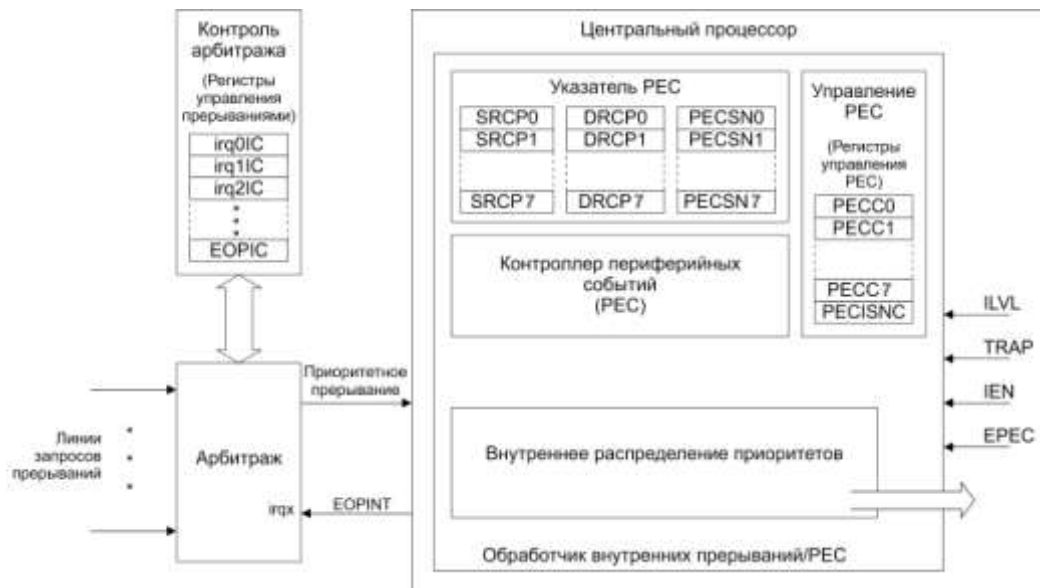 Контроль
арбитража
(Регистры
управления
прерываниями)
irq0IC
irq1IC
irq2IC
EOPIC
Линии
запросов
прерываний
Арбитраж
irqx
Приоритетное
прерывание
EOPINT
Центральный процессор
Указатель PEC
SRCP0 DRCP0 PECSN0
SRCP1 DRCP1 PECSN1
SRCP7 DRCP7 PECSN7
Управление
PEC
(Регистры
управления
PEC)
PECC0
PECC1
PECC7
PECISNC
Контроллер периферийных
событий
(PEC)
ILVL
TRAP
IEN
EPEC
Внутреннее распределение приоритетов
Обработчик внутренних прерываний/PEC